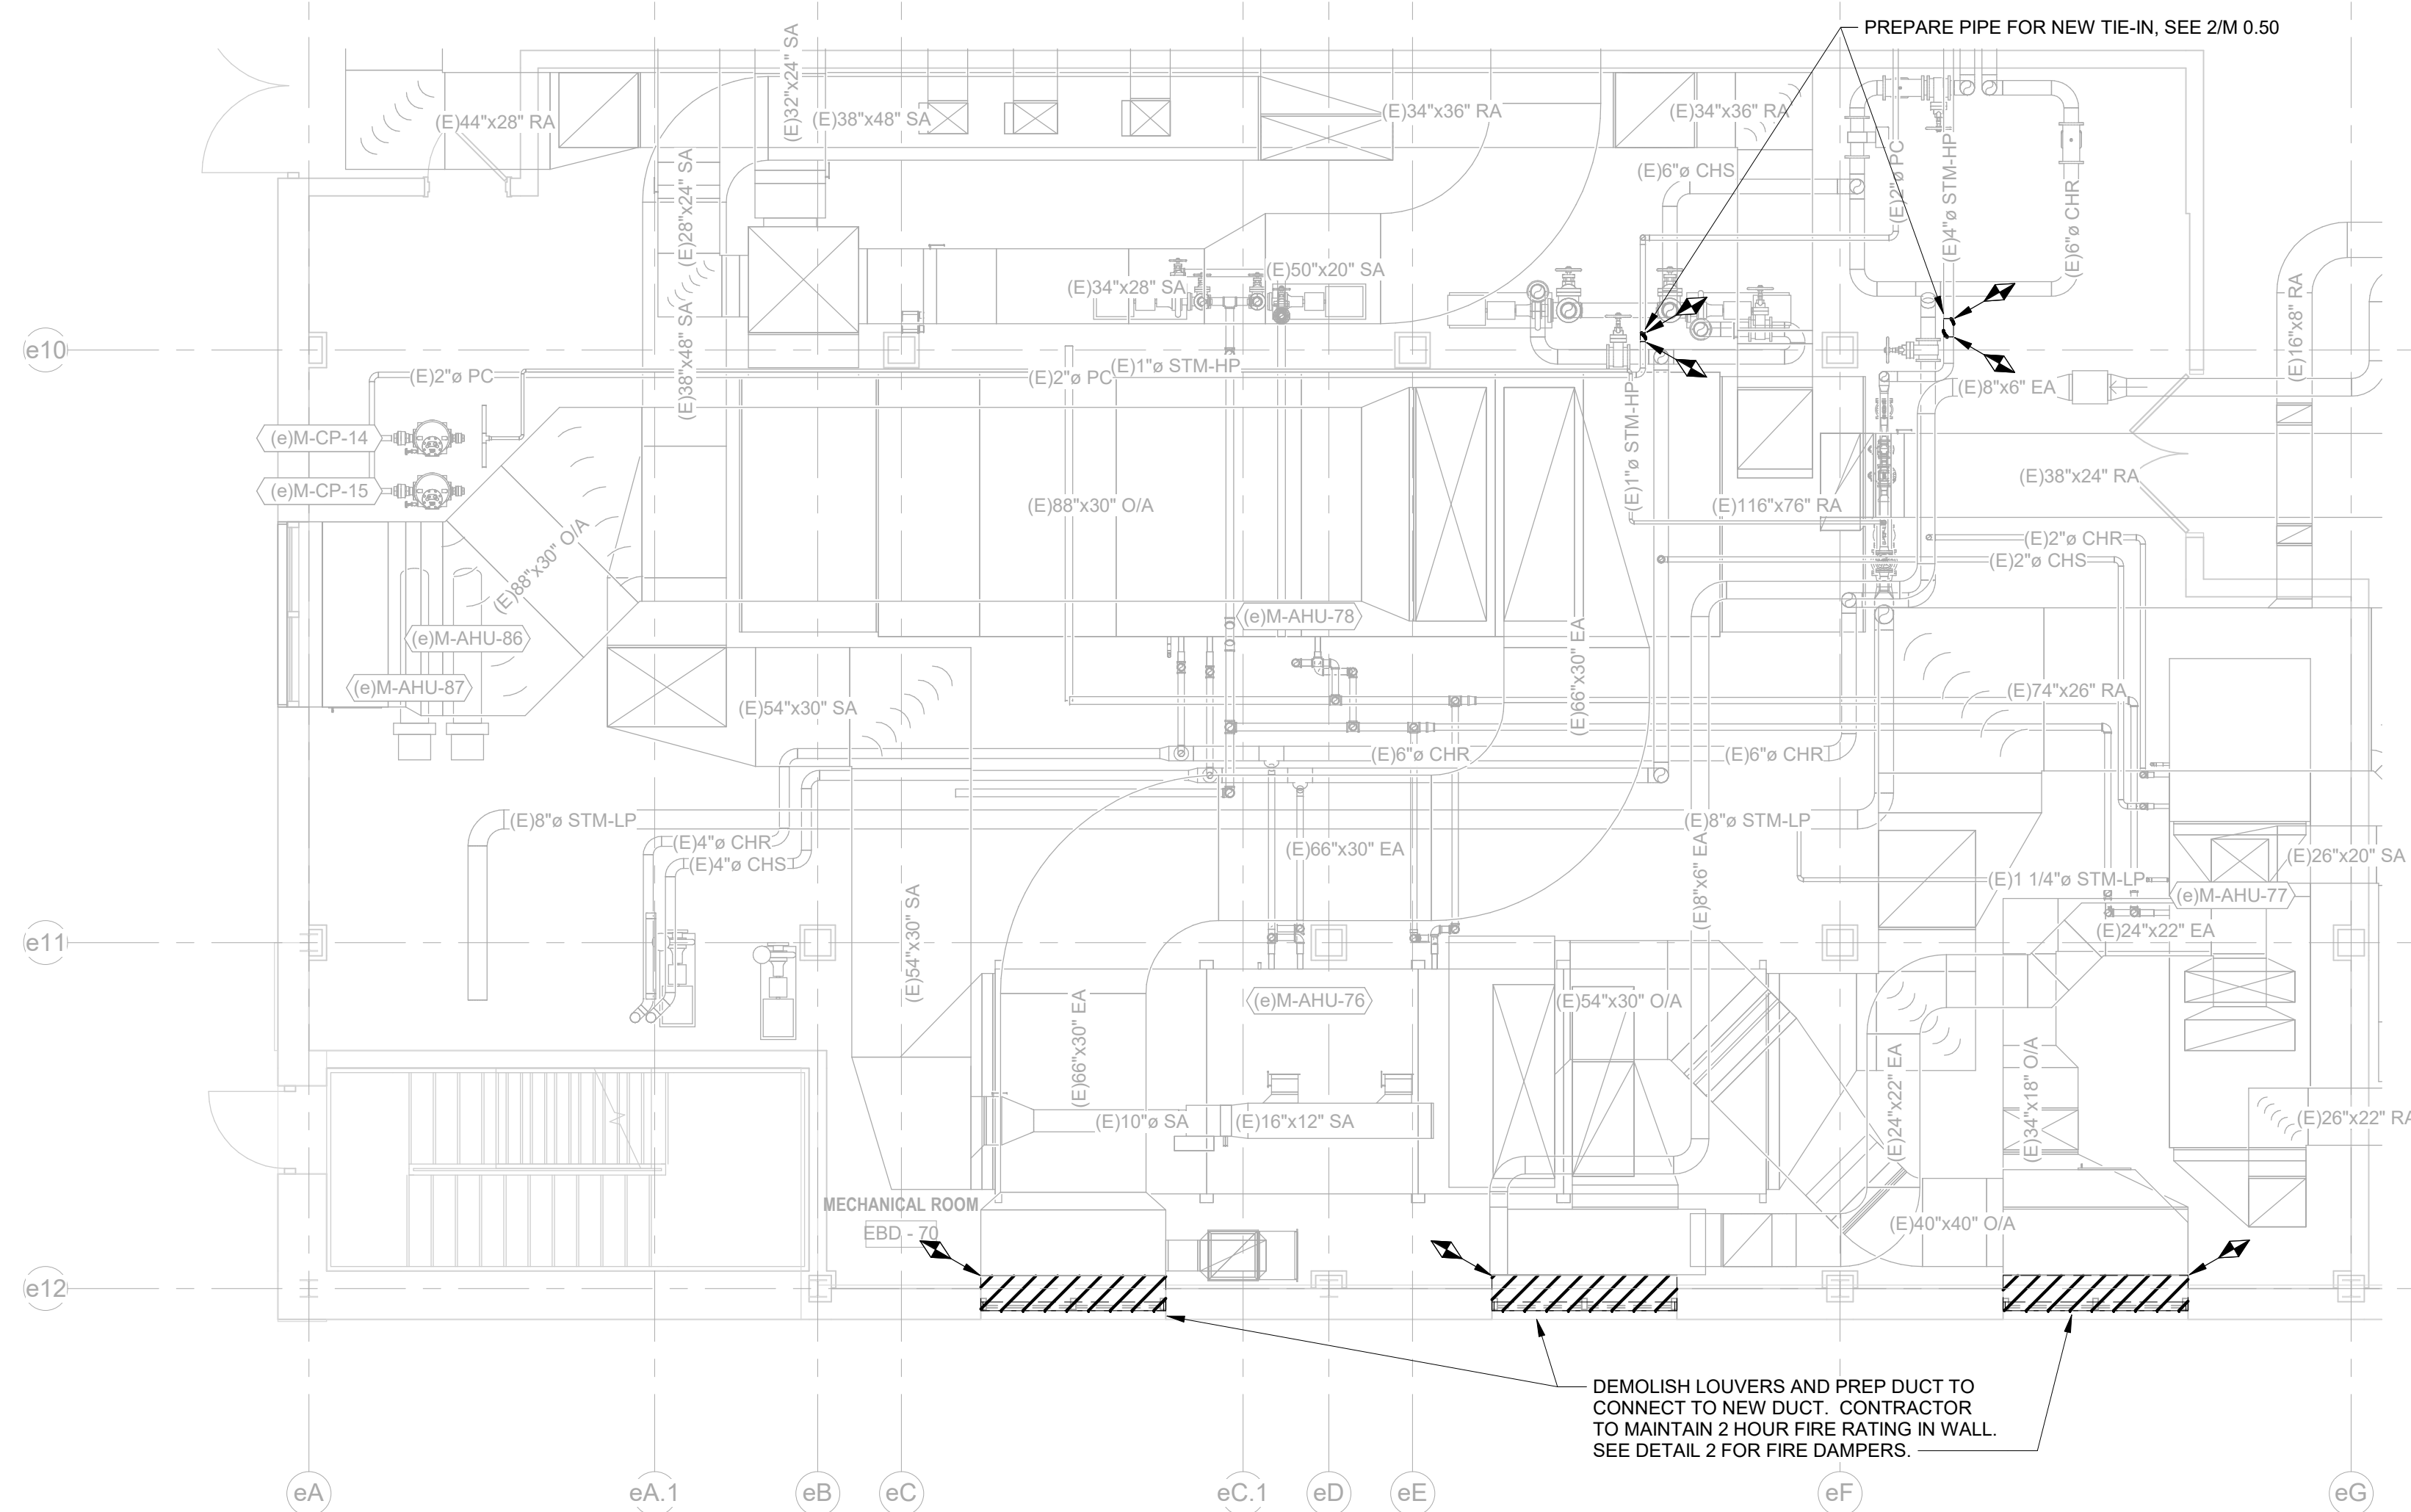 PREPARE PIPE FOR NEW TIE-IN, SEE 2/M 0.50
(E)44"x28" RA
(E)32"x24" SA
(E)38"x48" SA
(E)34"x36" RA
(E)34"x36" RA
(E)28"x24" SA
(E)6"ø CHS
(E)2"ø PC
(E)4"ø STM-HP
(E)6"ø CHR
(E)38"x48" SA
(E)34"x28" SA
(E)50"x20" SA
(E)16"x8" RA
e10
(E)2"ø PC
(E)2"ø PC
(E)1"ø STM-HP
(E)8"x6" EA
(e)M-CP-14
(E)1"ø STM-HP
(e)M-CP-15
(E)88"x30" O/A
(E)116"x76" RA
(E)38"x24" RA
(E)88"x30" O/A
(E)2"ø CHR
(E)2"ø CHS
(e)M-AHU-86
(e)M-AHU-78
(E)66"x30" EA
(e)M-AHU-87
(E)54"x30" SA
(E)74"x26" RA
(E)6"ø CHR
(E)6"ø CHR
(E)8"ø STM-LP
(E)8"ø STM-LP
(E)4"ø CHR
(E)4"ø CHS
(E)66"x30" EA
(E)8"x6" EA
(E)26"x20" SA
(E)1 1/4"ø STM-LP
(e)M-AHU-77
(E)54"x30" SA
(E)24"x22" EA
e11
(e)M-AHU-76
(E)54"x30" O/A
(E)66"x30" EA
(E)24"x22" EA
(E)34"x18" O/A
(E)10"ø SA
(E)16"x12" SA
(E)26"x22" RA
MECHANICAL ROOM
EBD - 70
(E)40"x40" O/A
e12
DEMOLISH LOUVERS AND PREP DUCT TO
CONNECT TO NEW DUCT. CONTRACTOR
TO MAINTAIN 2 HOUR FIRE RATING IN WALL.
SEE DETAIL 2 FOR FIRE DAMPERS.
eA
eA.1
eB
eC
eC.1
eD
eE
eF
eG